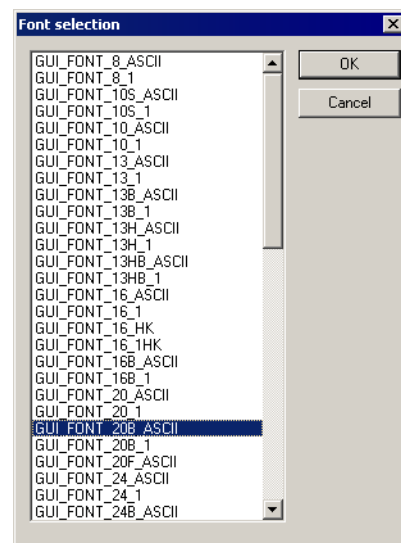 Font selection
GUI_FONT_8_ASCII
GUI_FONT_8_1
GUI_FONT_10S_ASCII
GUI_FONT_10S_1
GUI_FONT_10_ASCII
GUI_FONT_10_1
GUI_FONT_13_ASCII
GUI_FONT_13_1
GUI_FONT_13B_ASCII
GUI_FONT_13B_1
GUI_FONT_13H_ASCII
GUI_FONT_13H_1
GUI_FONT_13HB_ASCII
GUI_FONT_13HB_1
GUI_FONT_16_ASCII
GUI_FONT_16_1
GUI_FONT_16_HK
GUI_FONT_16_1HK
GUI_FONT_16B_ASCII
GUI_FONT_16B_1
GUI_FONT_20_ASCII
GUI_FONT_20_1
GUI_FONT_20B_ASCII
GUI_FONT_20B_1
GUI_FONT_20F_ASCII
GUI_FONT_24_ASCII
GUI_FONT_24_1
GUI_FONT_24B_ASCII
OK
Cancel